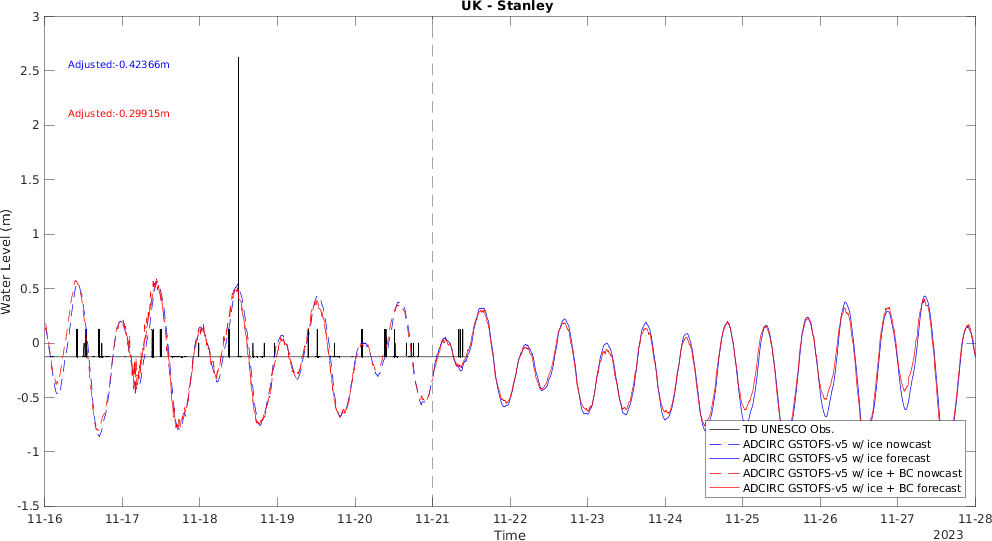 UK - Stanley
Adjusted:-0.42366m
Adjusted:-0.29915m
3
2.5
2
1.5
1
0.5
0
-0.5
-1
-1.5
Water Level (m)
TD UNESCO Obs.
ADCIRC GSTOFS-v5 w/ ice nowcast
ADCIRC GSTOFS-v5 w/ ice forecast
ADCIRC GSTOFS-v5 w/ ice + BC nowcast
ADCIRC GSTOFS-v5 w/ ice + BC forecast
11-16 11-17 11-18 11-19 11-20 11-21 11-22 11-23 11-24 11-25 11-26 11-27 11-28
Time
2023